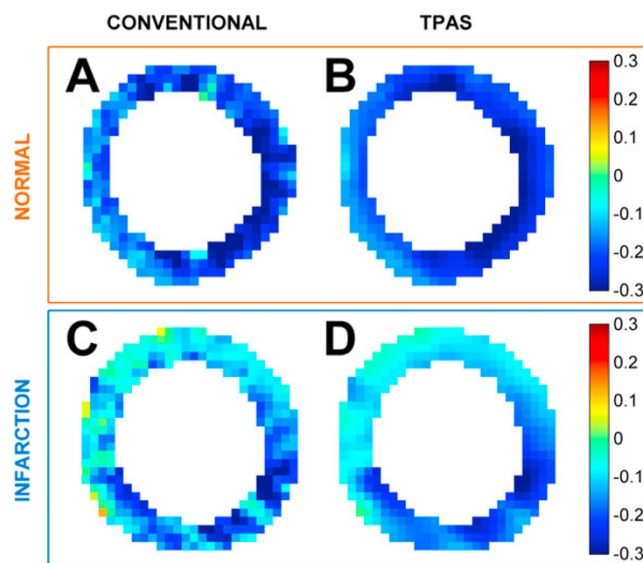 CONVENTIONAL TPAS
NORMAL
A B
0.3
0.2
0.1
0
-0.1
-0.2
-0.3
INFARCTION
C D
0.3
0.2
0.1
0
-0.1
-0.2
-0.3